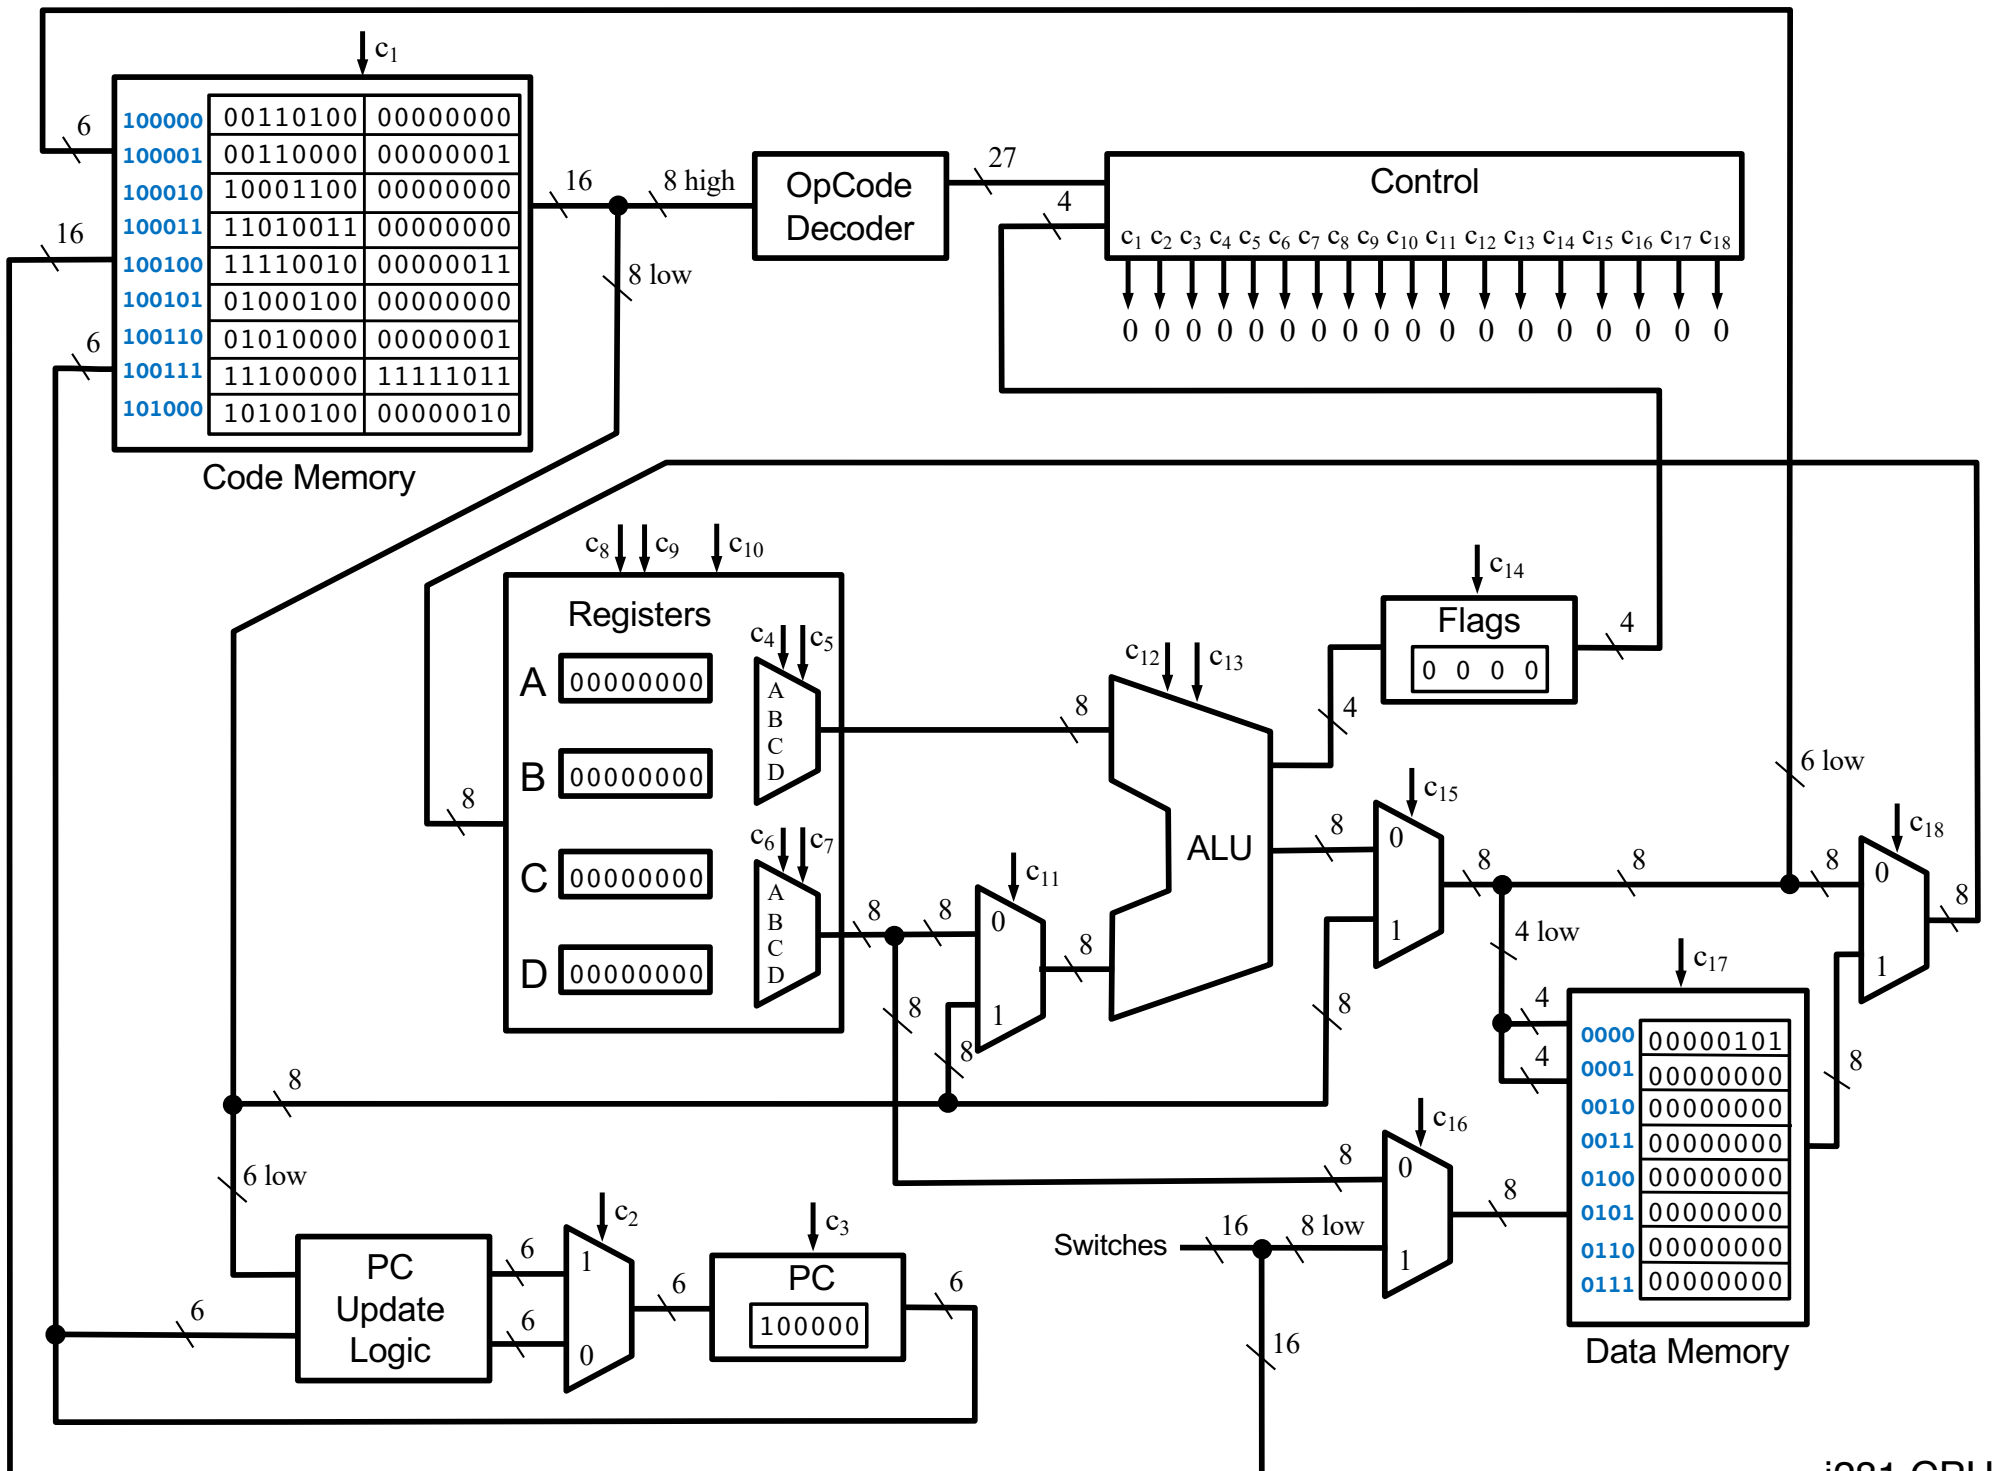 c1
100000 00110100 00000000
100001 00110000 00000001
100010 10001100 00000000
100011 11010011 00000000
100100 11110010 00000011
100101 01000100 00000000
100110 01010000 00000001
100111 11100000 11111011
101000 10100100 00000010
Code Memory
6
16
6
16
8 high
8 low
OpCode
Decoder
27
4
Control
c1 c2 c3 c4 c5 c6 c7 c8 c9 c10 c11 c12 c13 c14 c15 c16 c17 c18
0 0 0 0 0 0 0 0 0 0 0 0 0 0 0 0 0 0
c8 c9 c10
Registers
A 00000000
B 00000000
C 00000000
D 00000000
c4 c5
A
B
C
D
c6 c7
A
B
C
D
8
8
8
8
8
c11
0
1
8
8
8
c12 c13
ALU
4
8
c14
Flags
0 0 0 0
4
c15
0
1
8
8
8
8
6 low
4 low
4
4
c18
0
1
8
8
c17
0000 00000101
0001 00000000
0010 00000000
0011 00000000
0100 00000000
0101 00000000
0110 00000000
0111 00000000
Data Memory
c16
0
1
8
8
Switches
16
8 low
16
8
6 low
PC
Update
Logic
6
6
6
c2
1
0
6
c3
PC
100000
6